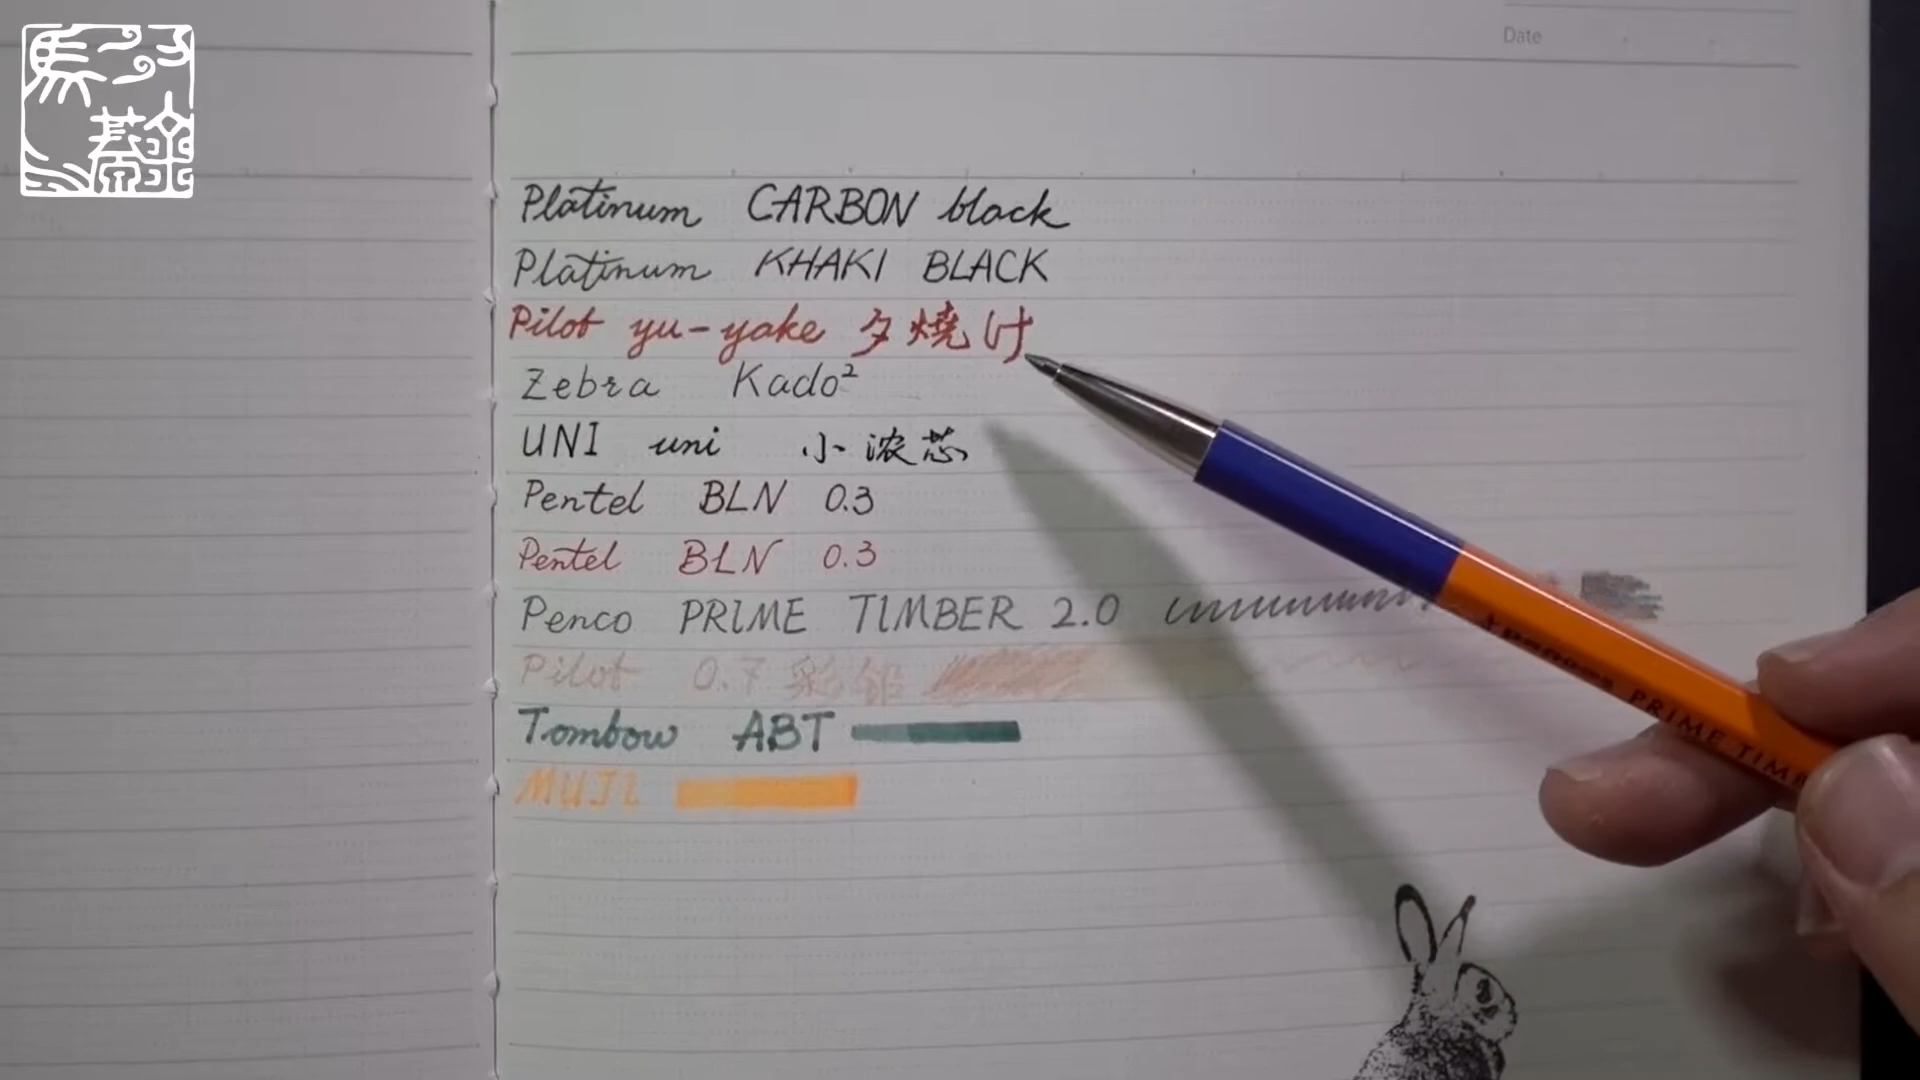 Date
Platinum CARBON black
Platinum KHAKI BLACK
Pilot yu-yake 夕焼け
Zebra Kado²
UNI uni 小浓芯
Pentel BLN 0.3
Pentel BLN 0.3
Penco PRIME TIMBER 2.0
Pilot 0.7 彩铅
Tombow ABT
MUJI
PRIME TIMB